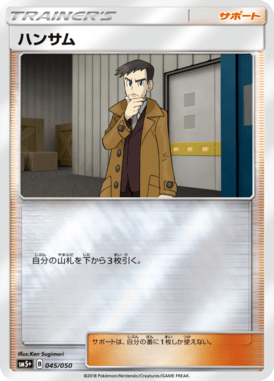 TRAINER'S
サポート
ハンサム
自分の山札を下から3枚引く。
サポートは、自分の番に1枚しか使えない。
Illus.Ken Sugimori
SM5+ D 045/050
©2018 Pokémon/Nintendo/Creatures/GAME FREAK.